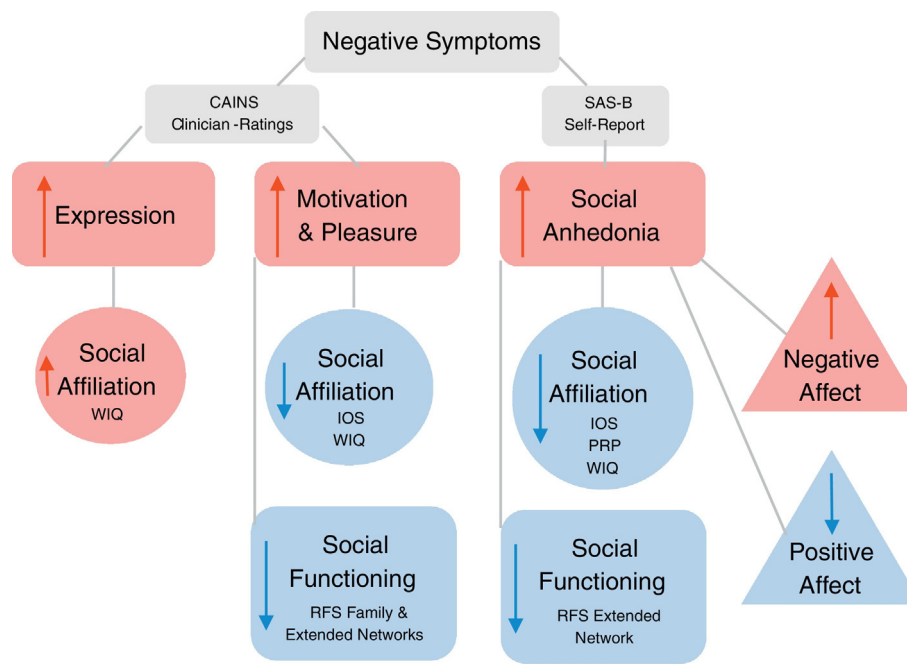 Negative Symptoms
CAINS
Clinician -Ratings
SAS-B
Self-Report
Expression
Motivation
& Pleasure
Social
Anhedonia
Social
Affiliation
WIQ
Social
Affiliation
IOS
WIQ
Social
Affiliation
IOS
PRP
WIQ
Negative
Affect
Social
Functioning
RFS Family &
Extended Networks
Social
Functioning
RFS Extended
Network
Positive
Affect